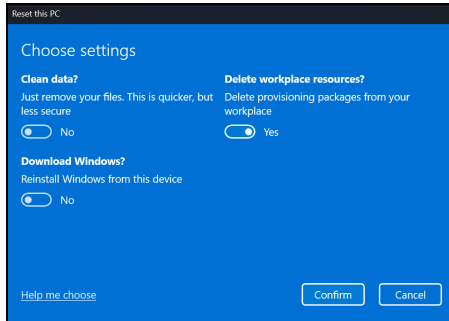 Reset this PC
Choose settings
Clean data?
Just remove your files. This is quicker, but
less secure
No
Delete workplace resources?
Delete provisioning packages from your
workplace
Yes
Download Windows?
Reinstall Windows from this device
No
Help me choose
Confirm
Cancel